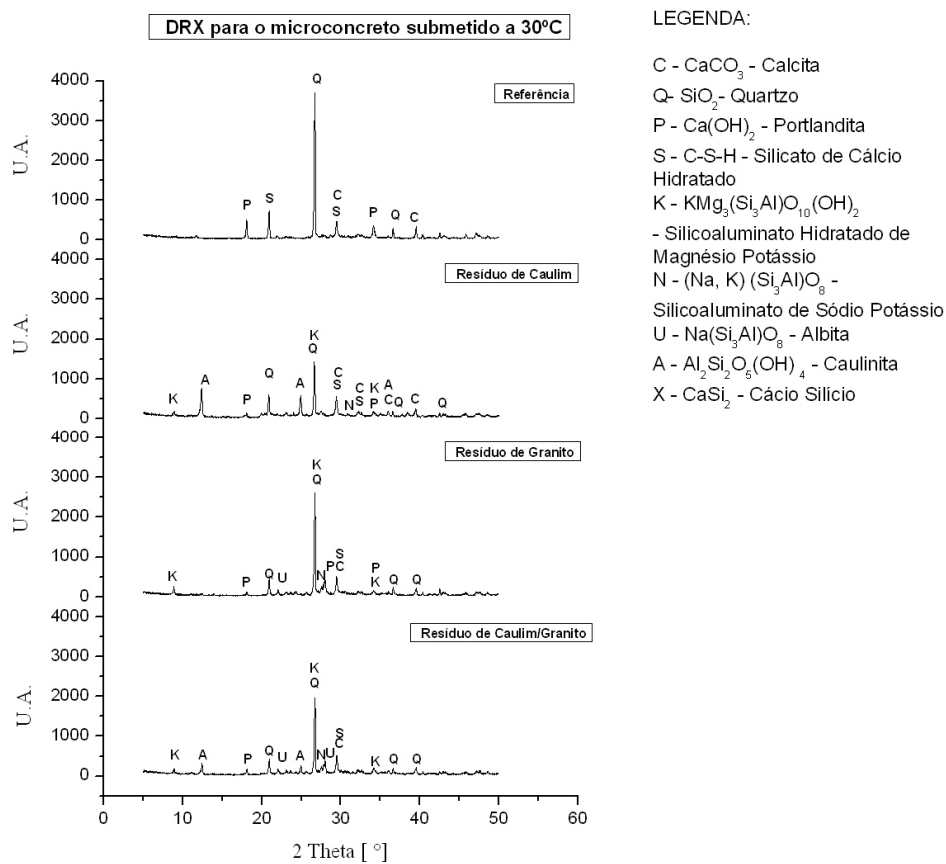 DRX para o microconcreto submetido a 30ºC
LEGENDA:
C - CaCO₃ - Calcita
Q- SiO₂- Quartzo
P - Ca(OH)₂ - Portlandita
S - C-S-H - Silicato de Cálcio
Hidratado
K - KMg₃(Si₃Al)O₁₀(OH)₂
- Silicoaluminato Hidratado de
Magnésio Potássio
N - (Na, K) (Si₃Al)O₈ -
Silicoaluminato de Sódio Potássio
U - Na(Si₃Al)O₈ - Albita
A - Al₂Si₂O₅(OH)₄ - Caulinita
X - CaSi₂ - Cácio Silício
Referência
U.A.
4000
3000
2000
1000
0
Q
P S C S P Q C
Resíduo de Caulim
U.A.
4000
3000
2000
1000
0
K
Q
K A P Q A C S N C S K P A C Q C Q
Resíduo de Granito
U.A.
4000
3000
2000
1000
0
K
Q
K P Q U N P S C P K Q Q
Resíduo de Caulim/Granito
U.A.
4000
3000
2000
1000
0
K
Q
K A P Q U A N U S C K Q Q
0 10 20 30 40 50 60
2 Theta [ °]